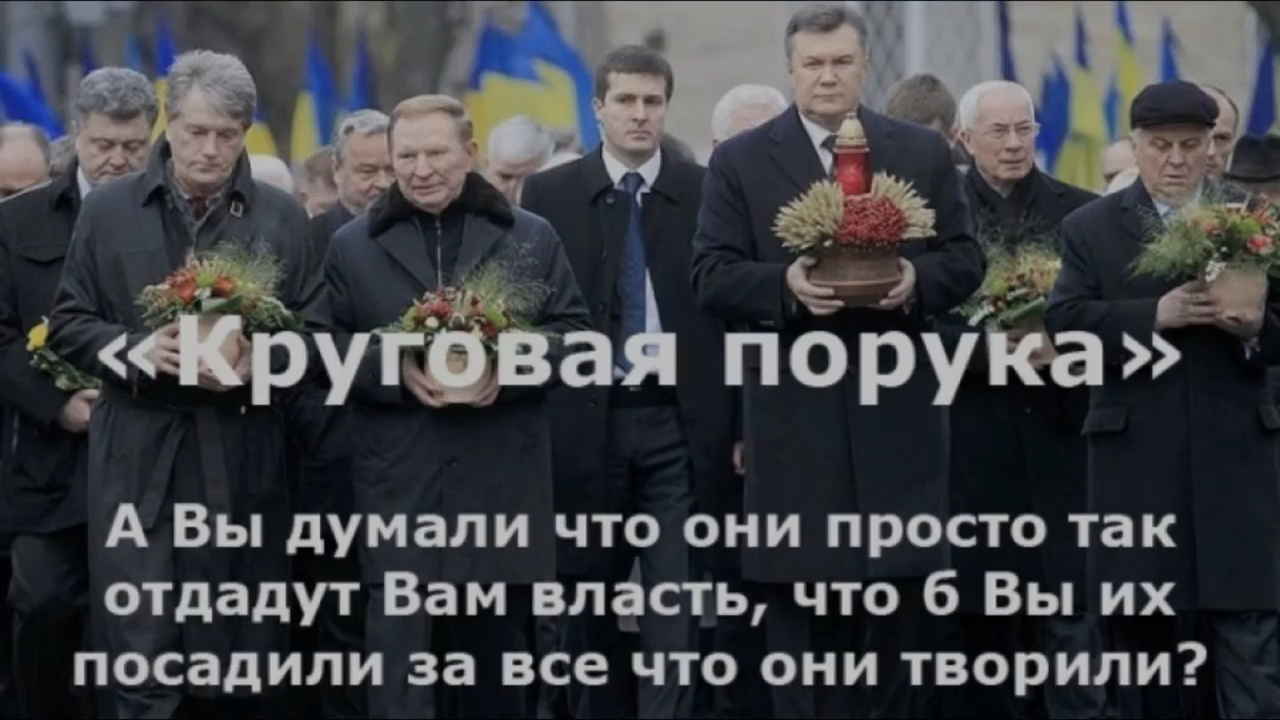 «Круговая порука»
А Вы думали что они просто так
отдадут Вам власть, что б Вы их
посадили за все что они творили?